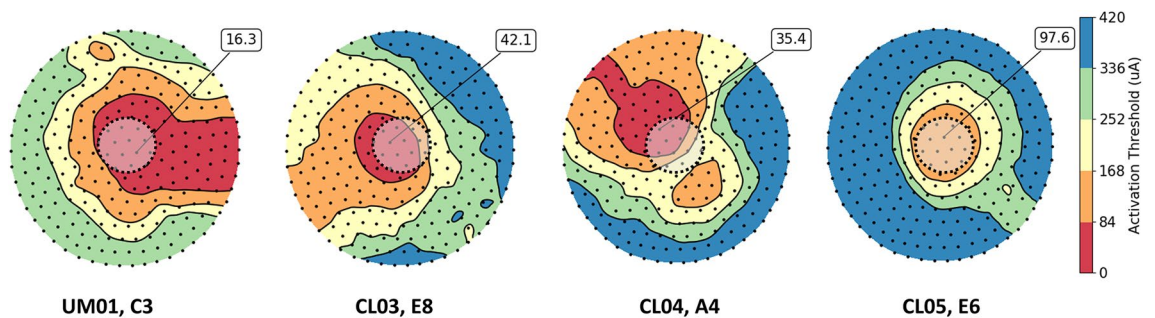 16.3
42.1
35.4
97.6
420
336
252
168
84
0
Activation Threshold (uA)
UM01, C3
CL03, E8
CL04, A4
CL05, E6